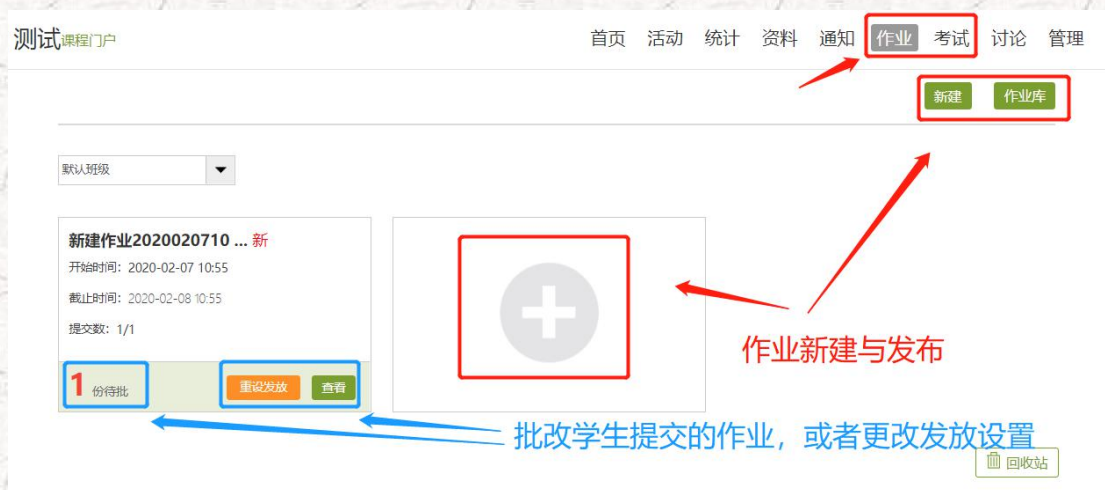 测试课程门户
首页 活动 统计 资料 通知 作业 考试 讨论 管理
新建 作业库
默认班级
新建作业2020020710 ... 新
开始时间：2020-02-07 10:55
截止时间：2020-02-08 10:55
提交数：1/1
作业新建与发布
1 份待批 重设发放 查看
批改学生提交的作业，或者更改发放设置
回收站